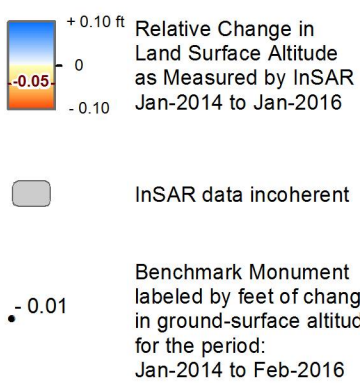 + 0.10 ft
0
-0.05
- 0.10
Relative Change in
Land Surface Altitude
as Measured by InSAR
Jan-2014 to Jan-2016
InSAR data incoherent
- 0.01
Benchmark Monument
labeled by feet of chang
in ground-surface altitud
for the period:
Jan-2014 to Feb-2016